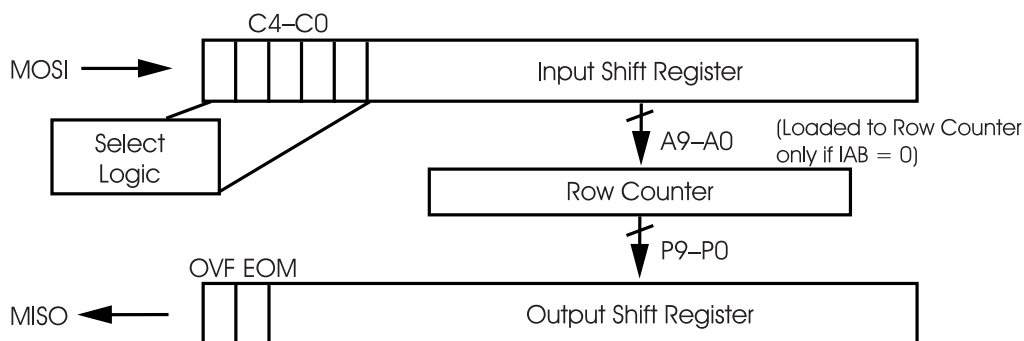 C4–C0
MOSI
Input Shift Register
Select
Logic
A9–A0
(Loaded to Row Counter
only if IAB = 0)
Row Counter
P9–P0
OVF EOM
MISO
Output Shift Register